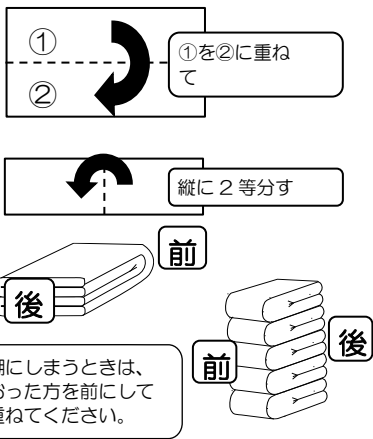 ①
②
①を②に重ね
て
縦に2等分す
前
後
棚にしまうときは、
おった方を前にして
重ねてください。
前
後